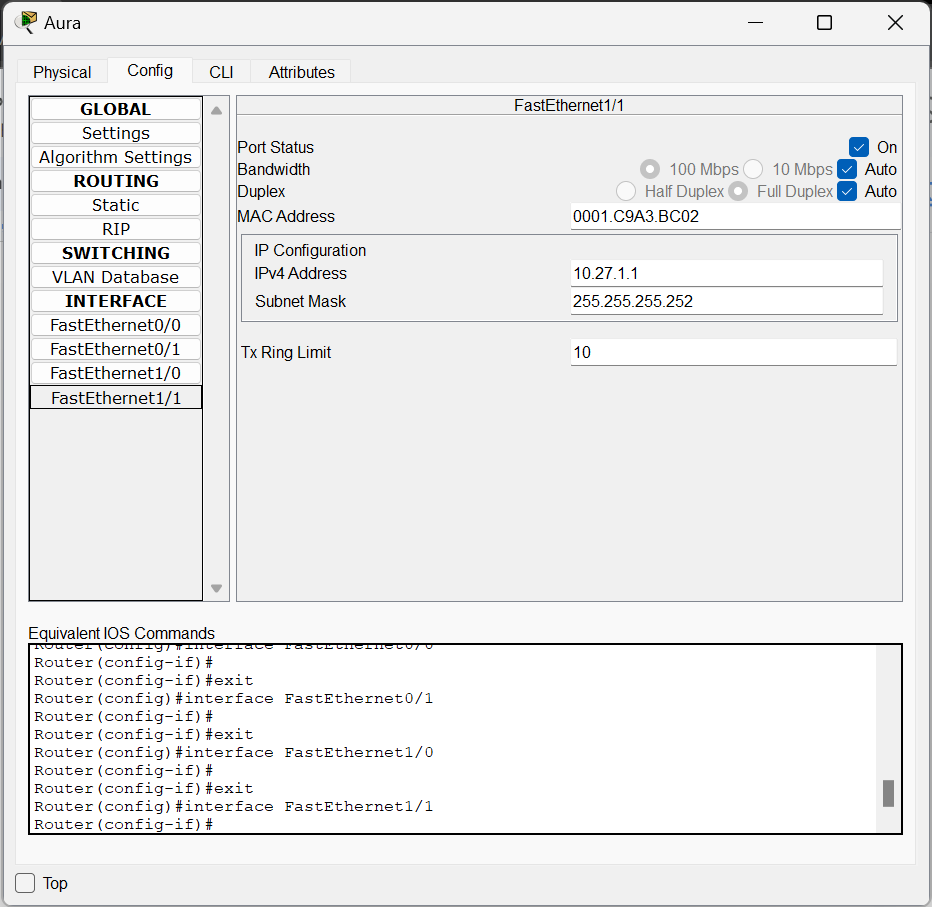 Aura
Physical Config CLI Attributes
GLOBAL
Settings
Algorithm Settings
ROUTING
Static
RIP
SWITCHING
VLAN Database
INTERFACE
FastEthernet0/0
FastEthernet0/1
FastEthernet1/0
FastEthernet1/1
FastEthernet1/1
Port Status On
Bandwidth 100 Mbps 10 Mbps Auto
Duplex Half Duplex Full Duplex Auto
MAC Address 0001.C9A3.BC02
IP Configuration
IPv4 Address 10.27.1.1
Subnet Mask 255.255.255.252
Tx Ring Limit 10
Equivalent IOS Commands
Router(config)#interface FastEthernet0/0
Router(config-if)#
Router(config-if)#exit
Router(config)#interface FastEthernet0/1
Router(config-if)#
Router(config-if)#exit
Router(config)#interface FastEthernet1/0
Router(config-if)#
Router(config-if)#exit
Router(config)#interface FastEthernet1/1
Router(config-if)#
Top